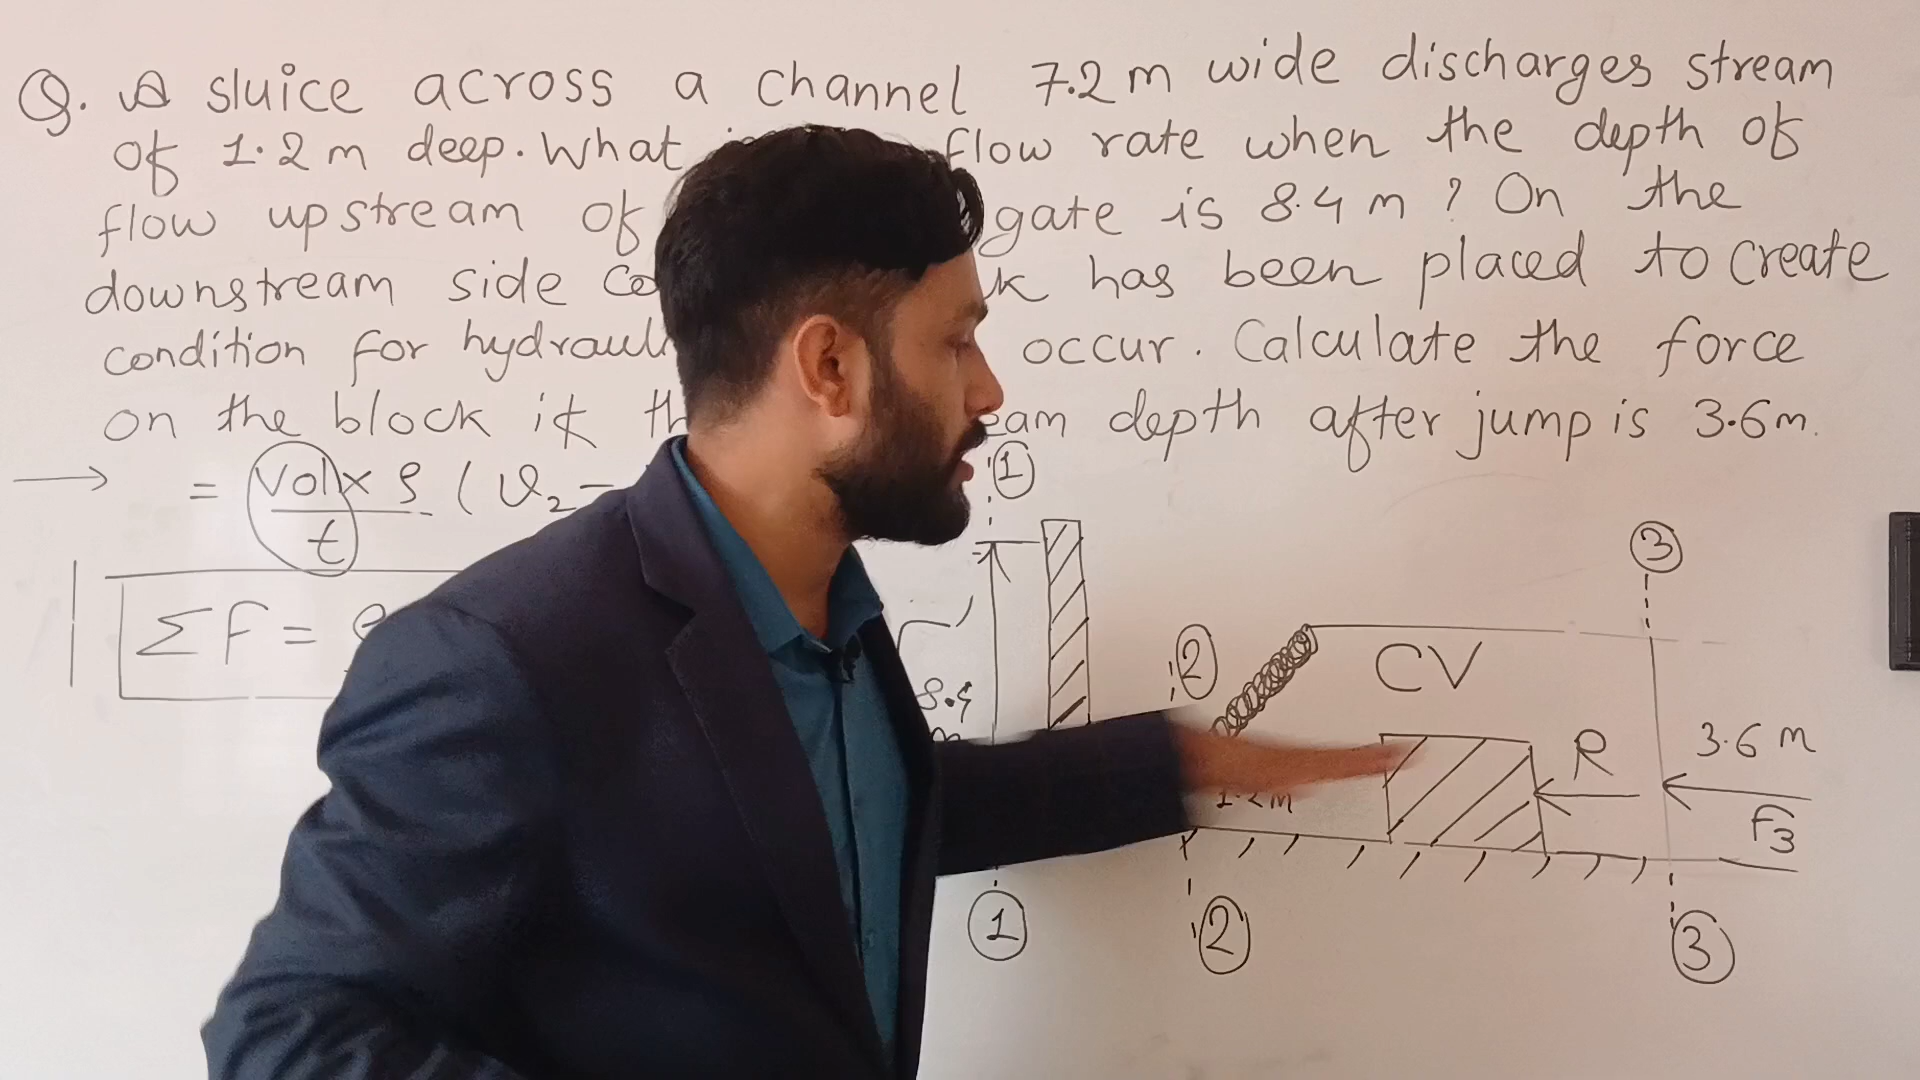 Q. A sluice across a channel 7.2 m wide discharges stream
of 1.2 m deep. What flow rate when the depth of
flow upstream of gate is 8.4 m ? On the
downstream side has been placed to create
condition for occur. Calculate the force
on the block if depth after jump is 3.6 m.
→ = Vol × ρ / t ( v₂ –
ΣF = ρ
1
8.4 m
2
1.2 m
CV
R
3
3.6 m
F3
1
2
3